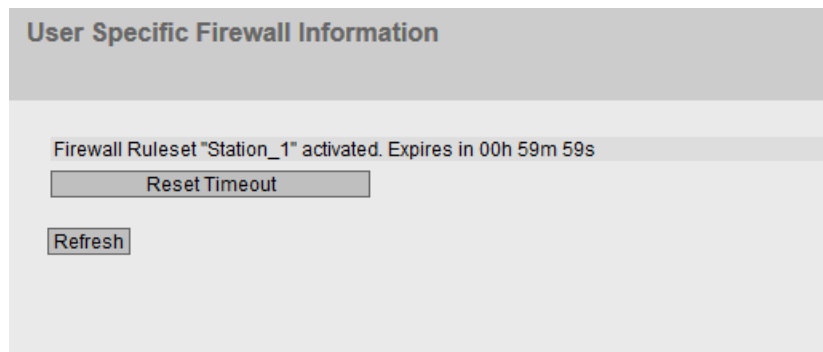 User Specific Firewall Information
Firewall Ruleset "Station_1" activated. Expires in 00h 59m 59s
Reset Timeout
Refresh